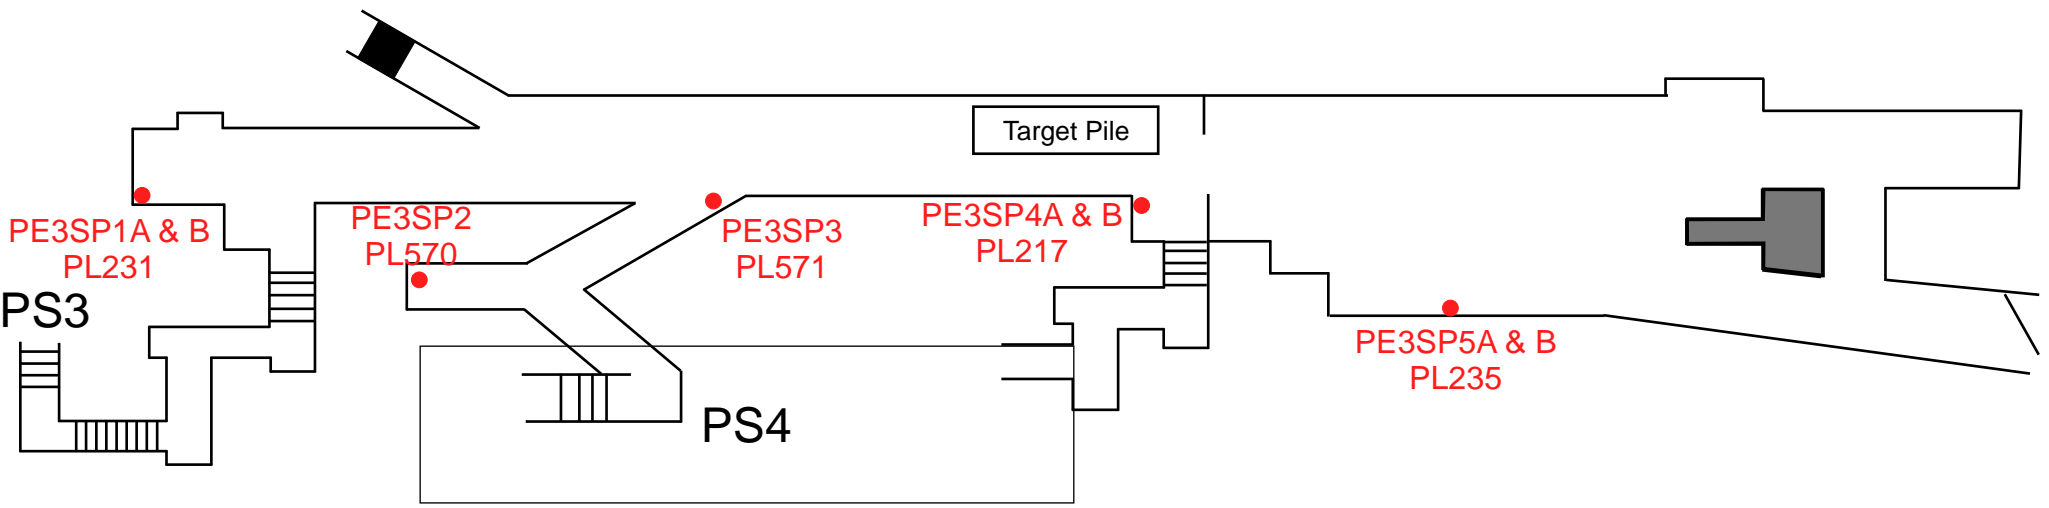 Target Pile
PE3SP1A & B
PL231
PE3SP2
PL570
PE3SP3
PL571
PE3SP4A & B
PL217
PS3
PE3SP5A & B
PL235
PS4